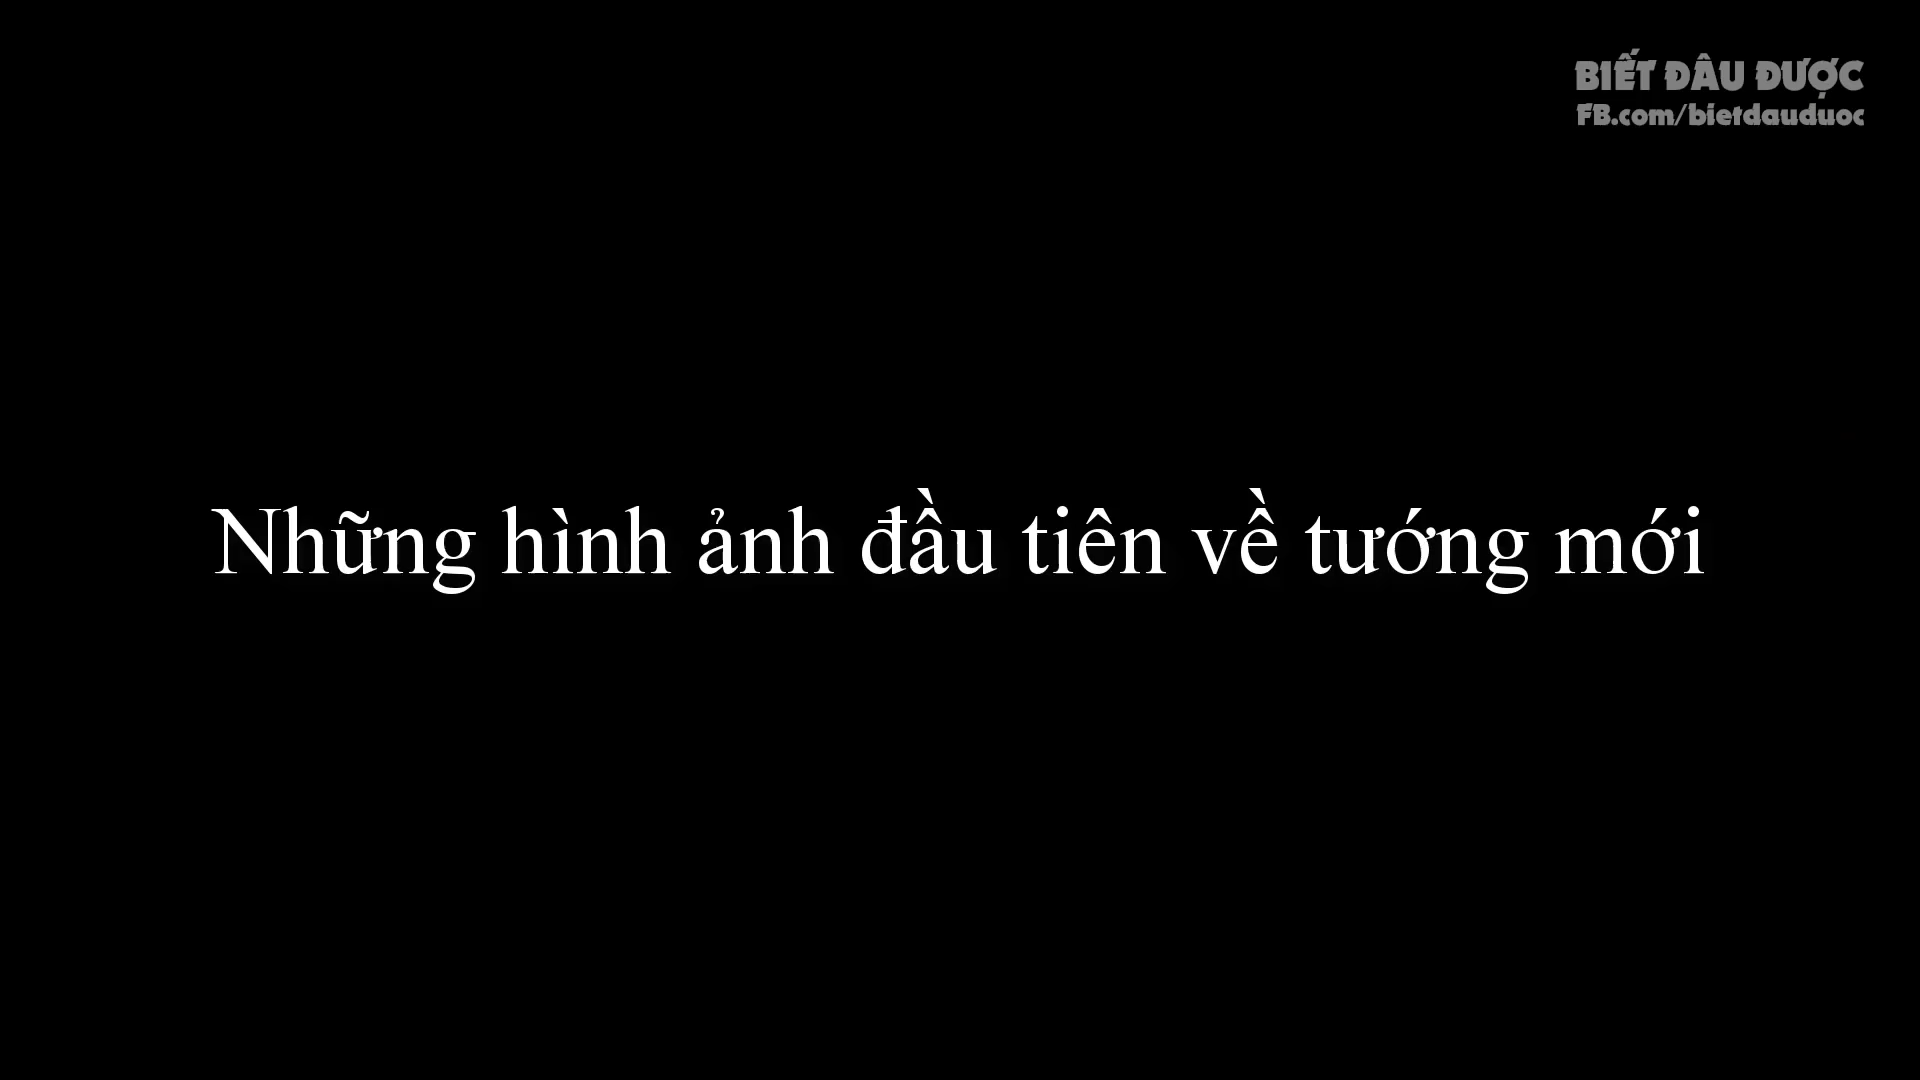 BIẾT ĐÂU ĐƯỢC
FB.com/bietdauduoc
Những hình ảnh đầu tiên về tướng mới